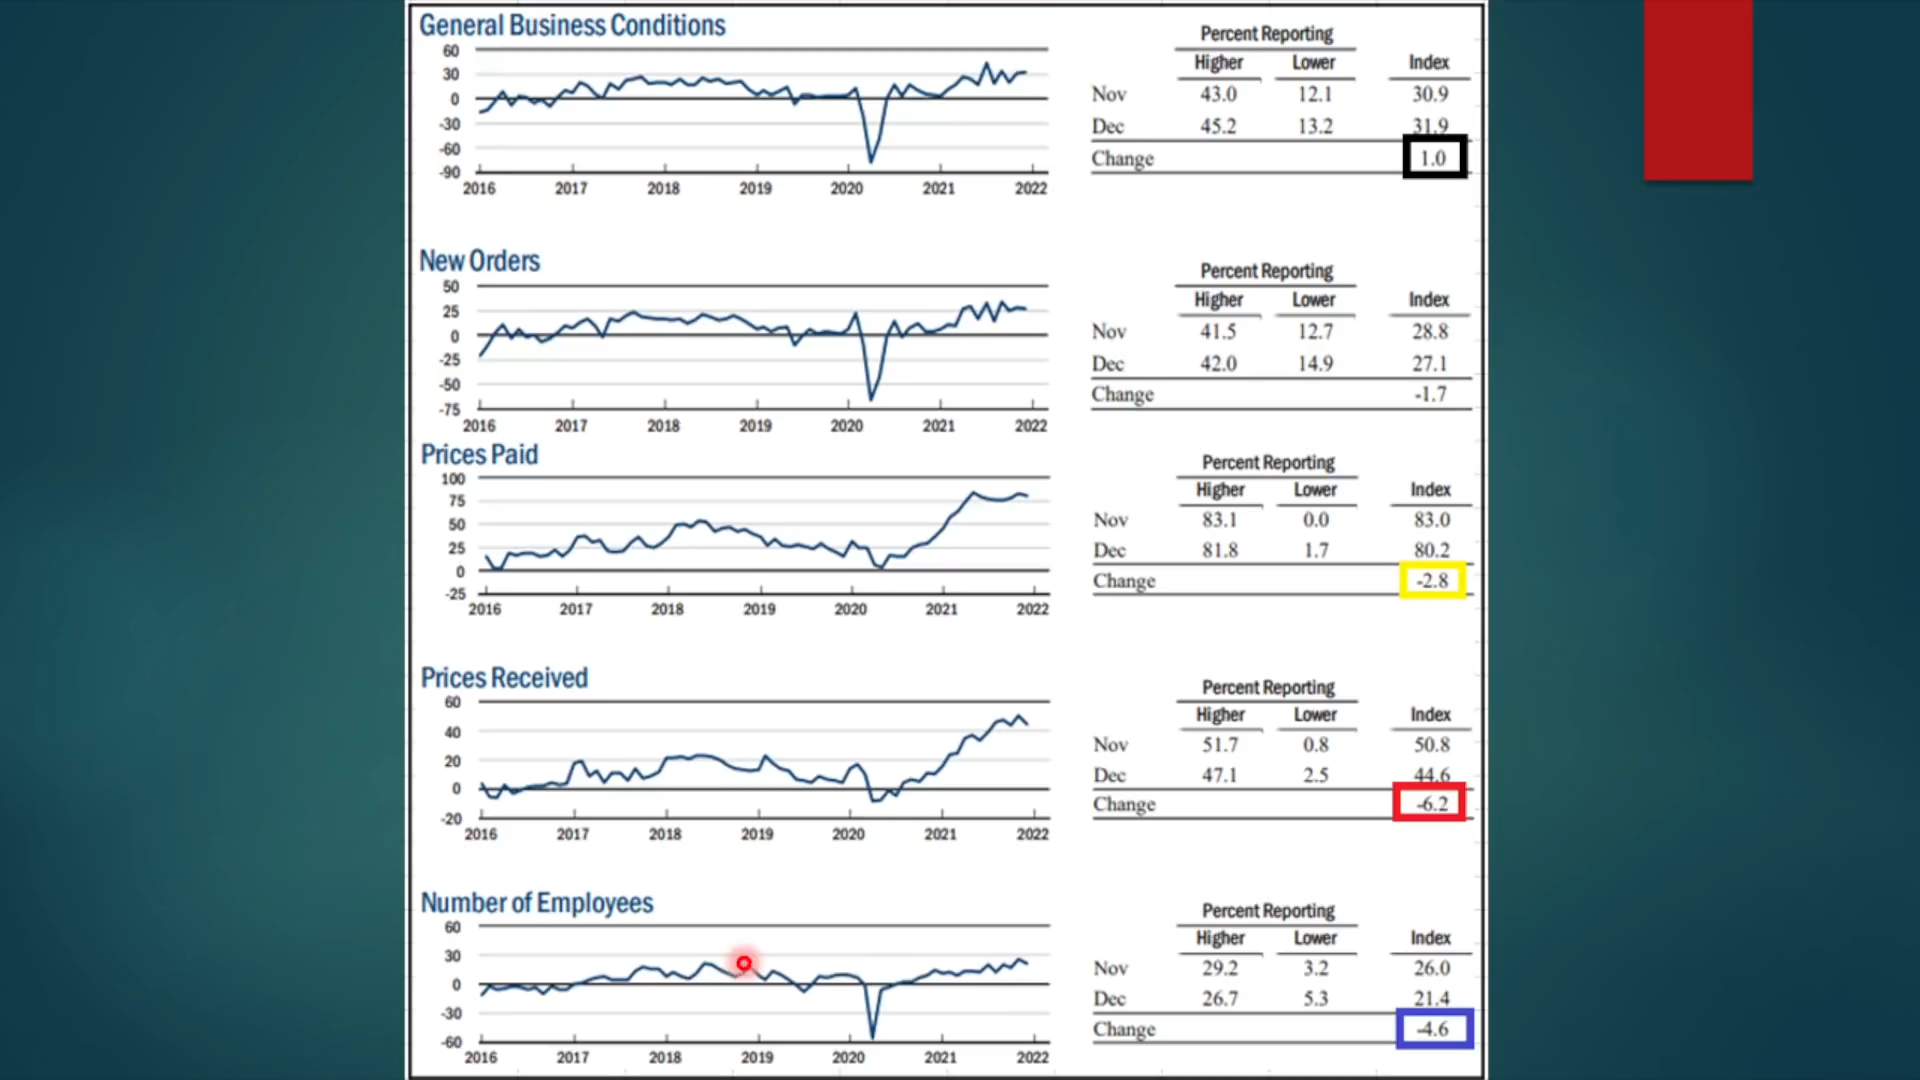 General Business Conditions
60
30
0
-30
-60
-90
2016 2017 2018 2019 2020 2021 2022
Percent Reporting
Higher Lower Index
Nov 43.0 12.1 30.9
Dec 45.2 13.2 31.9
Change 1.0
New Orders
50
25
0
-25
-50
-75
2016 2017 2018 2019 2020 2021 2022
Percent Reporting
Higher Lower Index
Nov 41.5 12.7 28.8
Dec 42.0 14.9 27.1
Change -1.7
Prices Paid
100
75
50
25
0
-25
2016 2017 2018 2019 2020 2021 2022
Percent Reporting
Higher Lower Index
Nov 83.1 0.0 83.0
Dec 81.8 1.7 80.2
Change -2.8
Prices Received
60
40
20
0
-20
2016 2017 2018 2019 2020 2021 2022
Percent Reporting
Higher Lower Index
Nov 51.7 0.8 50.8
Dec 47.1 2.5 44.6
Change -6.2
Number of Employees
60
30
0
-30
-60
2016 2017 2018 2019 2020 2021 2022
Percent Reporting
Higher Lower Index
Nov 29.2 3.2 26.0
Dec 26.7 5.3 21.4
Change -4.6